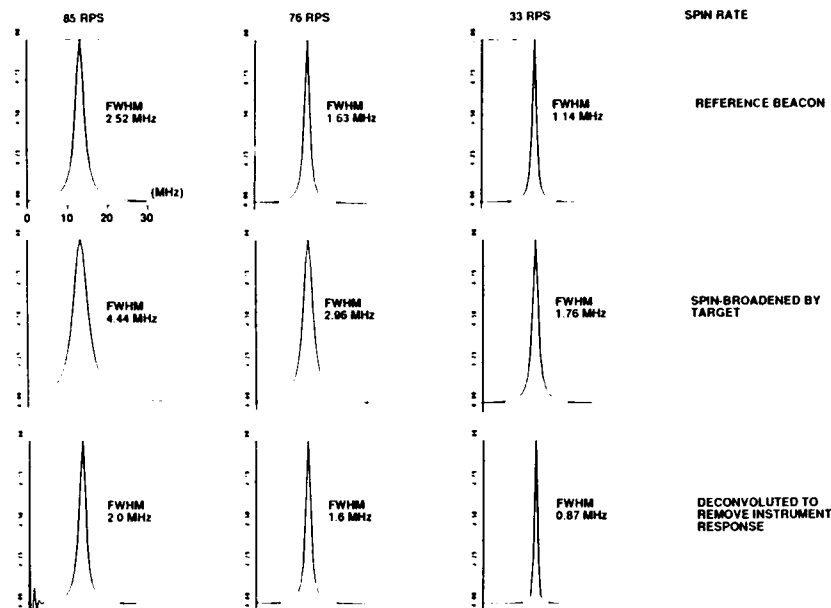 85 RPS 76 RPS 33 RPS SPIN RATE
FWHM
2.52 MHz
FWHM
1.63 MHz
FWHM
1.14 MHz
REFERENCE BEACON
(MHz)
0 10 20 30
FWHM
4.44 MHz
FWHM
2.96 MHz
FWHM
1.76 MHz
SPIN-BROADENED BY
TARGET
FWHM
2.0 MHz
FWHM
1.6 MHz
FWHM
0.87 MHz
DECONVOLUTED TO
REMOVE INSTRUMENT
RESPONSE